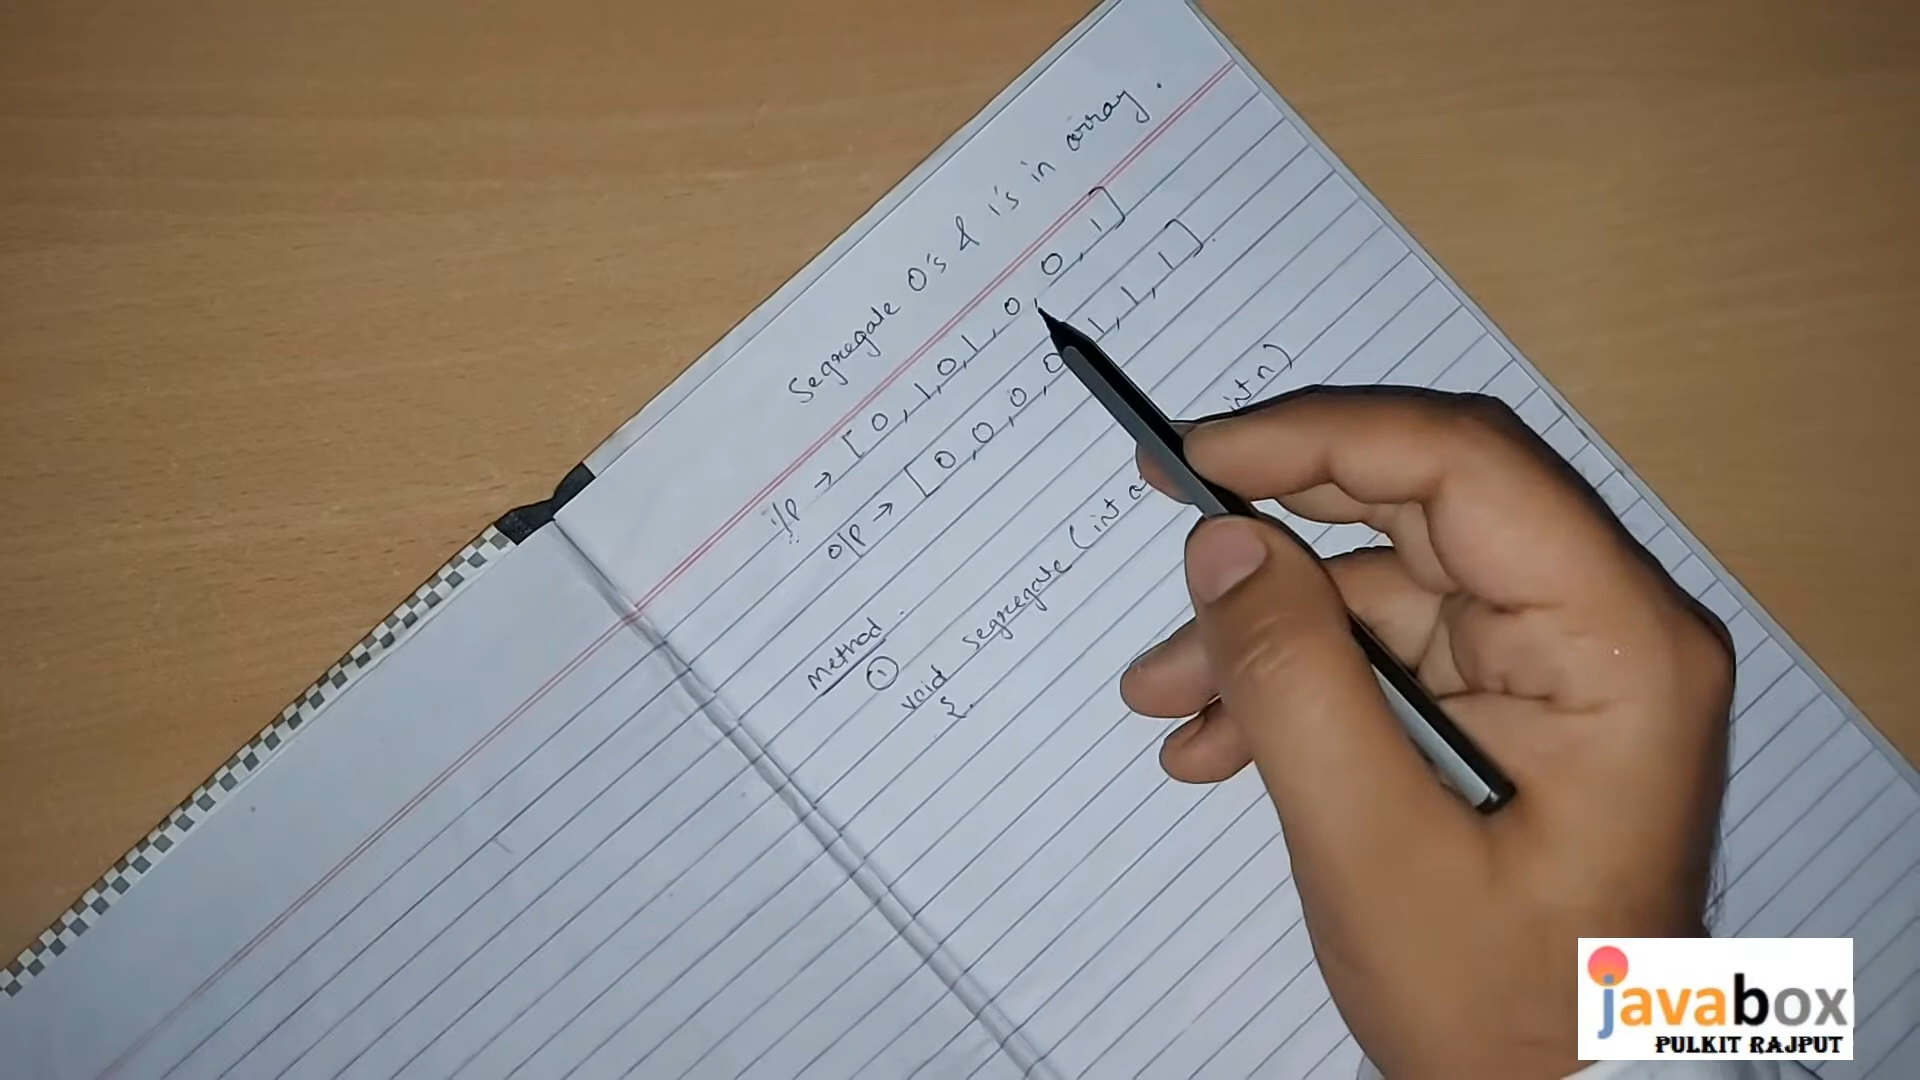 Segregate 0's & 1's in array.
i/p → [0, 1, 0, 1, 0, 0, 1]
o/p → [0, 0, 0, 0, 1, 1, 1].
Method.
①
void segregate (int a int n)
{.
javabox
PULKIT RAJPUT